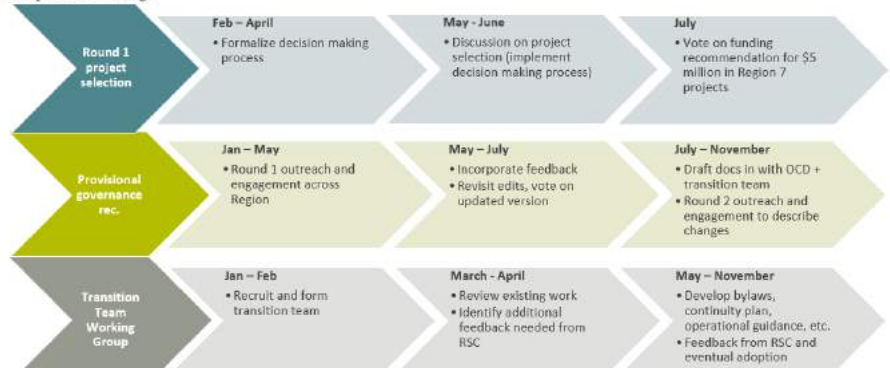 Round 1
project
selection
Feb – April
• Formalize decision making
process
May - June
• Discussion on project
selection (implement
decision making process)
July
• Vote on funding
recommendation for $5
million in Region 7
projects
Provisional
governance
rec.
Jan – May
• Round 1 outreach and
engagement across
Region
May – July
• Incorporate feedback
• Revisit edits, vote on
updated version
July – November
• Draft docs in with OCD +
transition team
• Round 2 outreach and
engagement to describe
changes
Transition
Team
Working
Group
Jan – Feb
• Recruit and form
transition team
March - April
• Review existing work
• Identify additional
feedback needed from
RSC
May – November
• Develop bylaws,
continuity plan,
operational guidance, etc.
• Feedback from RSC and
eventual adoption